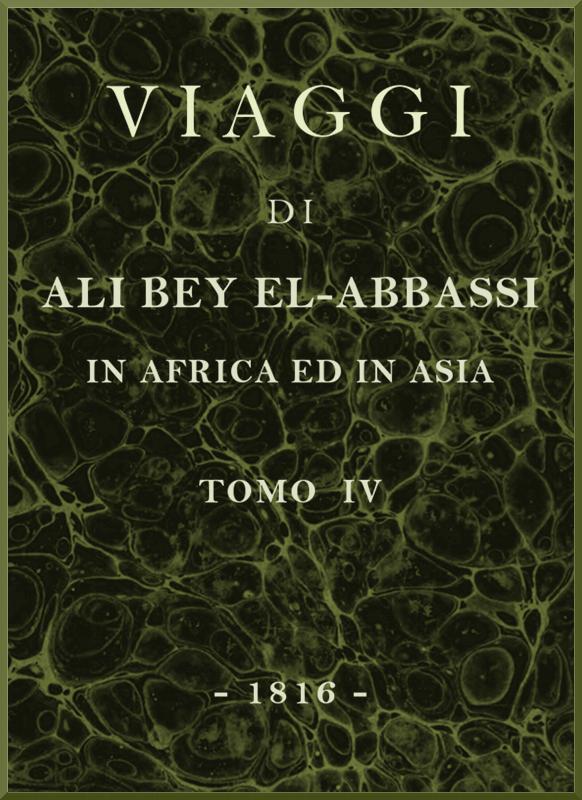 VIAGGI
DI
ALI BEY EL-ABBASSI
IN AFRICA ED IN ASIA
TOMO IV
- 1816 -